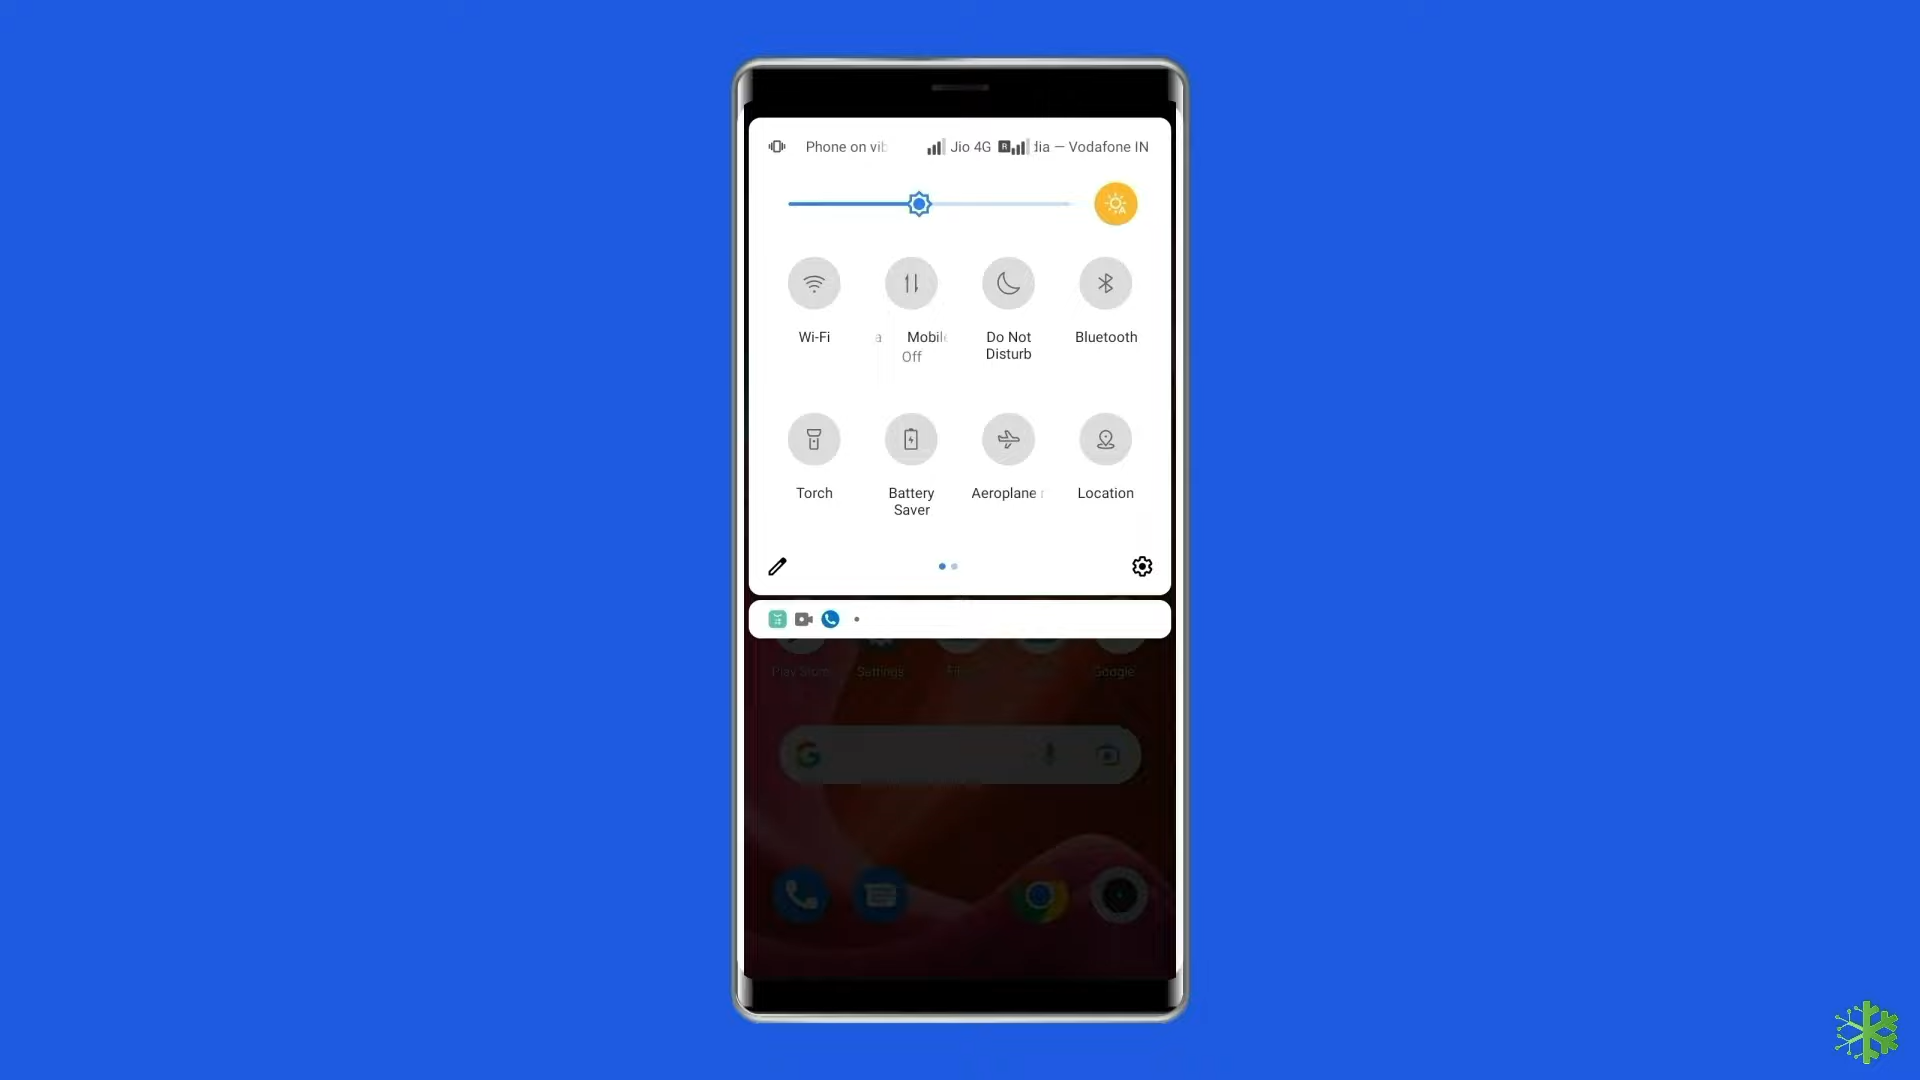 Phone on vib
Jio 4G R dia — Vodafone IN
Wi-Fi
a Mobile
Off
Do Not
Disturb
Bluetooth
Torch
Battery
Saver
Aeroplane
Location
Play Store
Settings
Google